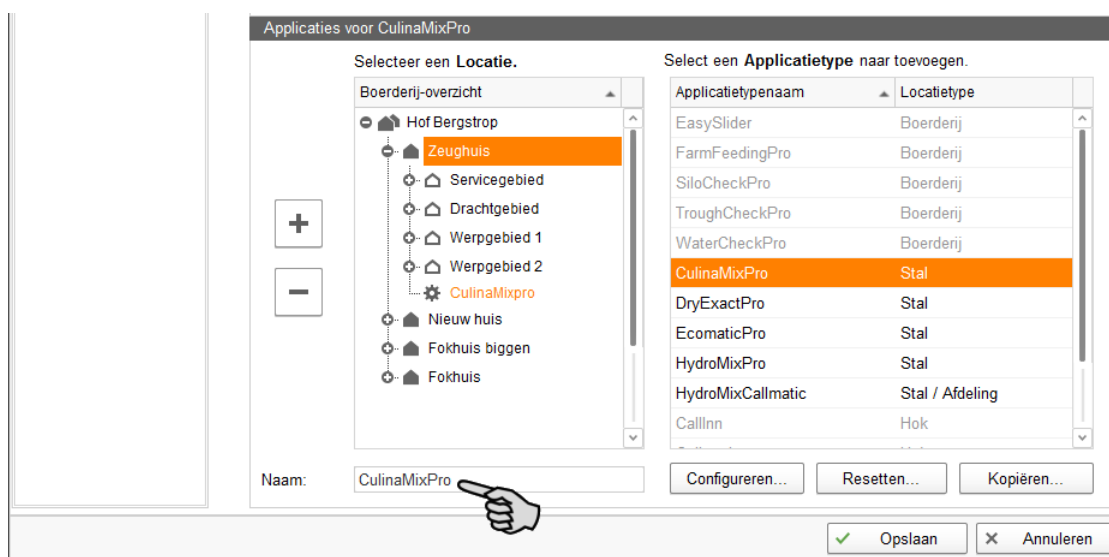 Applicaties voor CulinaMixPro
Selecteer een Locatie.
Boerderij-overzicht
Hof Bergstrop
Zeughuis
Servicegebied
Drachtgebied
Werpgebied 1
Werpgebied 2
CulinaMixpro
Nieuw huis
Fokhuis biggen
Fokhuis
Select een Applicatietype naar toevoegen.
Applicatietypenaam Locatietype
EasySlider Boerderij
FarmFeedingPro Boerderij
SiloCheckPro Boerderij
TroughCheckPro Boerderij
WaterCheckPro Boerderij
CulinaMixPro Stal
DryExactPro Stal
EcomaticPro Stal
HydroMixPro Stal
HydroMixCallmatic Stal / Afdeling
CallInn Hok
Naam: CulinaMixPro
Configureren... Resetten... Kopiëren...
Opslaan Annuleren